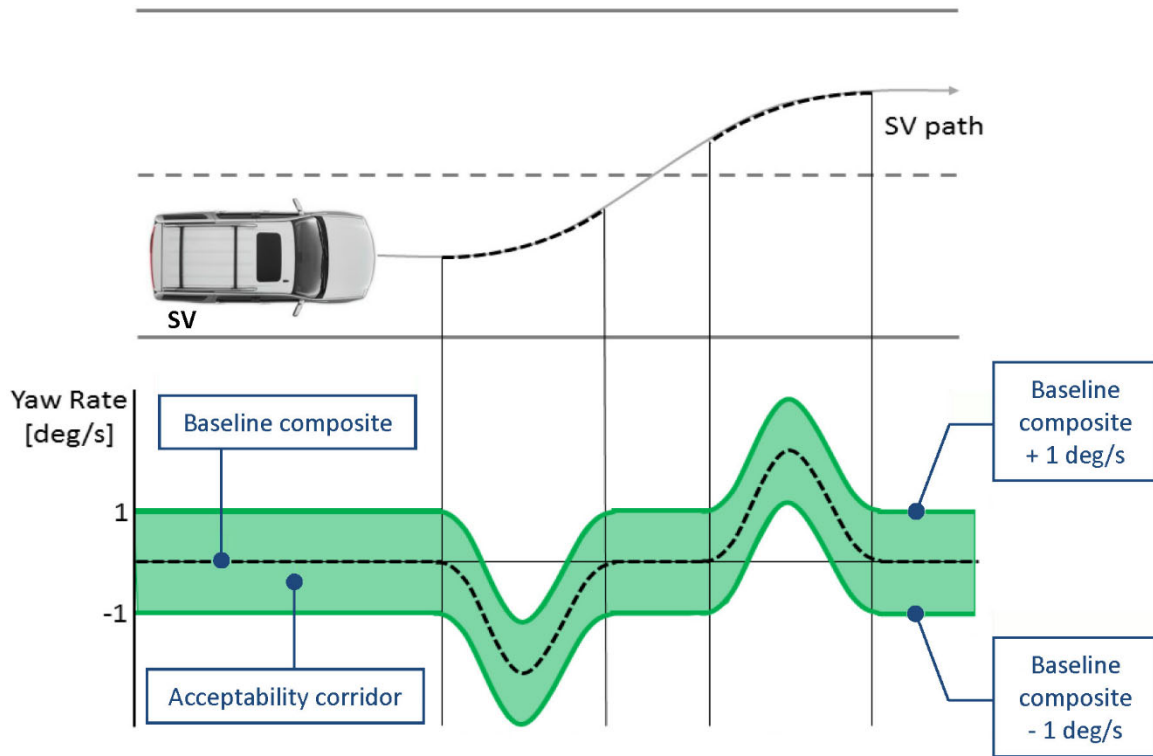 SV path
SV
Yaw Rate
[deg/s]
Baseline composite
Baseline
composite
+ 1 deg/s
1
-1
Acceptability corridor
Baseline
composite
- 1 deg/s